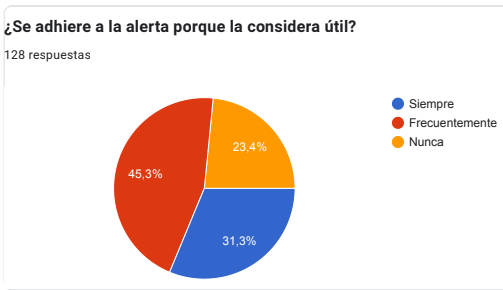 ¿Se adhiere a la alerta porque la considera útil?
128 respuestas
Siempre
Frecuentemente
Nunca
23,4%
45,3%
31,3%